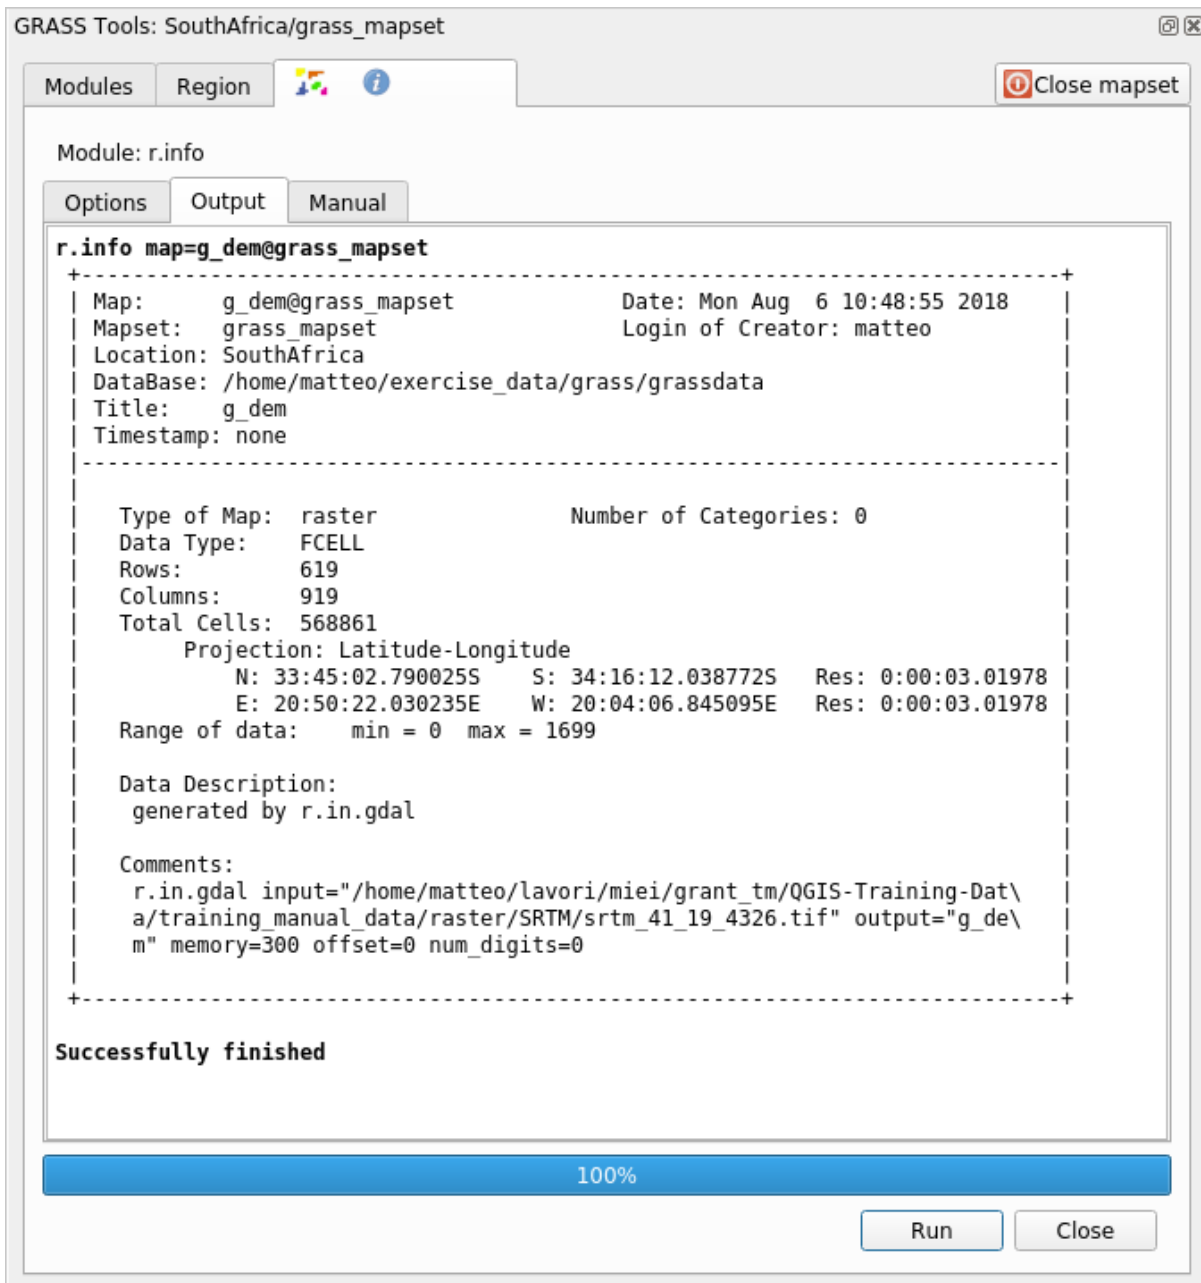 GRASS Tools: SouthAfrica/grass_mapset
Modules Region Close mapset
Module: r.info
Options Output Manual
r.info map=g_dem@grass_mapset
+----------------------------------------------------------------------------+
| Map:      g_dem@grass_mapset             Date: Mon Aug  6 10:48:55 2018    |
| Mapset:   grass_mapset                   Login of Creator: matteo          |
| Location: SouthAfrica                                                      |
| DataBase: /home/matteo/exercise_data/grass/grassdata                       |
| Title:    g_dem                                                            |
| Timestamp: none                                                            |
|----------------------------------------------------------------------------|
|                                                                            |
|   Type of Map:  raster               Number of Categories: 0               |
|   Data Type:    FCELL                                                      |
|   Rows:         619                                                        |
|   Columns:      919                                                        |
|   Total Cells:  568861                                                     |
|        Projection: Latitude-Longitude                                      |
|            N: 33:45:02.790025S    S: 34:16:12.038772S   Res: 0:00:03.01978 |
|            E: 20:50:22.030235E    W: 20:04:06.845095E   Res: 0:00:03.01978 |
|   Range of data:    min = 0  max = 1699                                    |
|                                                                            |
|   Data Description:                                                        |
|    generated by r.in.gdal                                                  |
|                                                                            |
|   Comments:                                                                |
|    r.in.gdal input="/home/matteo/lavori/miei/grant_tm/QGIS-Training-Dat\   |
|    a/training_manual_data/raster/SRTM/srtm_41_19_4326.tif" output="g_de\   |
|    m" memory=300 offset=0 num_digits=0                                     |
|                                                                            |
+----------------------------------------------------------------------------+
Successfully finished
100%
Run Close